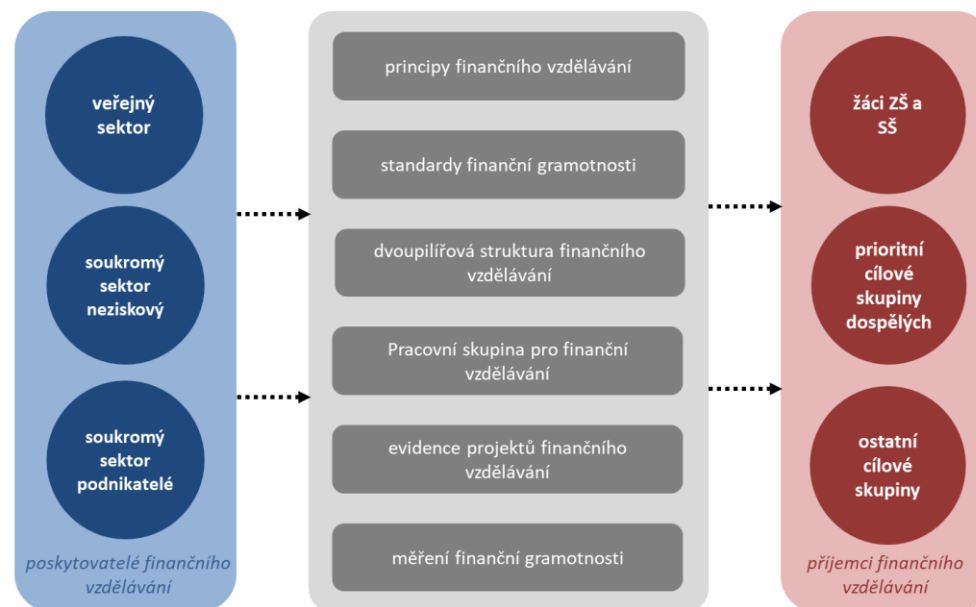 veřejný
sektor
soukromý
sektor
neziskový
soukromý
sektor
podnikatelé
poskytovatelé finančního
vzdělávání
principy finančního vzdělávání
standardy finanční gramotnosti
dvoupilířová struktura finančního
vzdělávání
Pracovní skupina pro finanční
vzdělávání
evidence projektů finančního
vzdělávání
měření finanční gramotnosti
žáci ZŠ a
SŠ
prioritní
cílové
skupiny
dospělých
ostatní
cílové
skupiny
příjemci finančního
vzdělávání